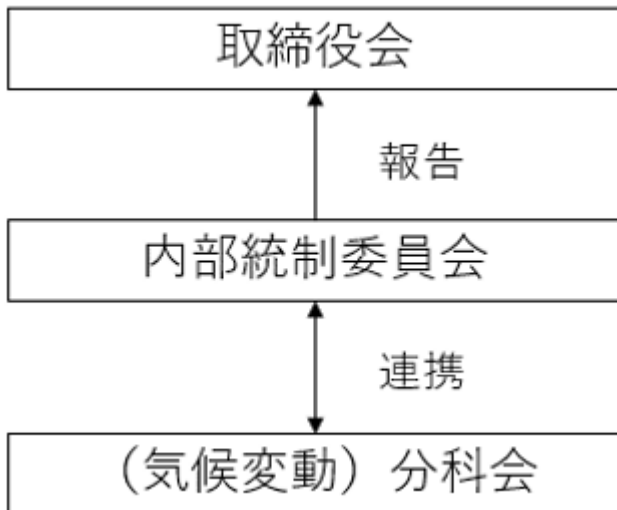 取締役会
報告
内部統制委員会
連携
（気候変動）分科会